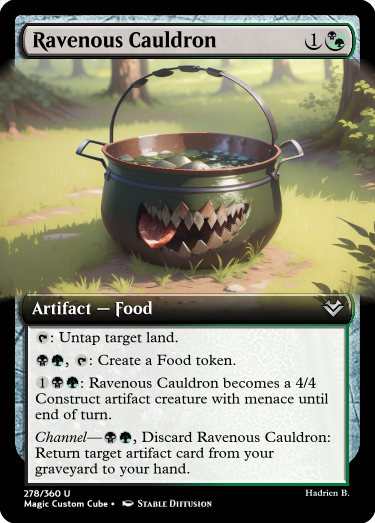 Ravenous Cauldron 1
Artifact — Food
: Untap target land.
, : Create a Food token.
1: Ravenous Cauldron becomes a 4/4
Construct artifact creature with menace until
end of turn.
Channel—, Discard Ravenous Cauldron:
Return target artifact card from your
graveyard to your hand.
278/360 U Hadrien B.
Magic Custom Cube • Stable Diffusion